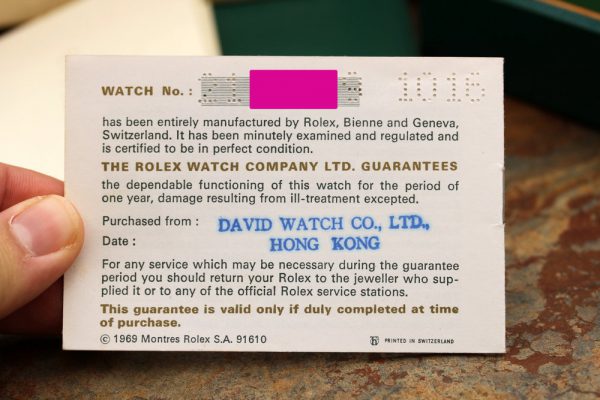 WATCH No. : 21 1016
has been entirely manufactured by Rolex, Bienne and Geneva,
Switzerland. It has been minutely examined and regulated and
is certified to be in perfect condition.
THE ROLEX WATCH COMPANY LTD. GUARANTEES
the dependable functioning of this watch for the period of
one year, damage resulting from ill-treatment excepted.
Purchased from : DAVID WATCH CO., LTD.,
Date : HONG KONG
For any service which may be necessary during the guarantee
period you should return your Rolex to the jeweller who sup-
plied it or to any of the official Rolex service stations.
This guarantee is valid only if duly completed at time
of purchase.
© 1969 Montres Rolex S.A. 91610 PRINTED IN SWITZERLAND